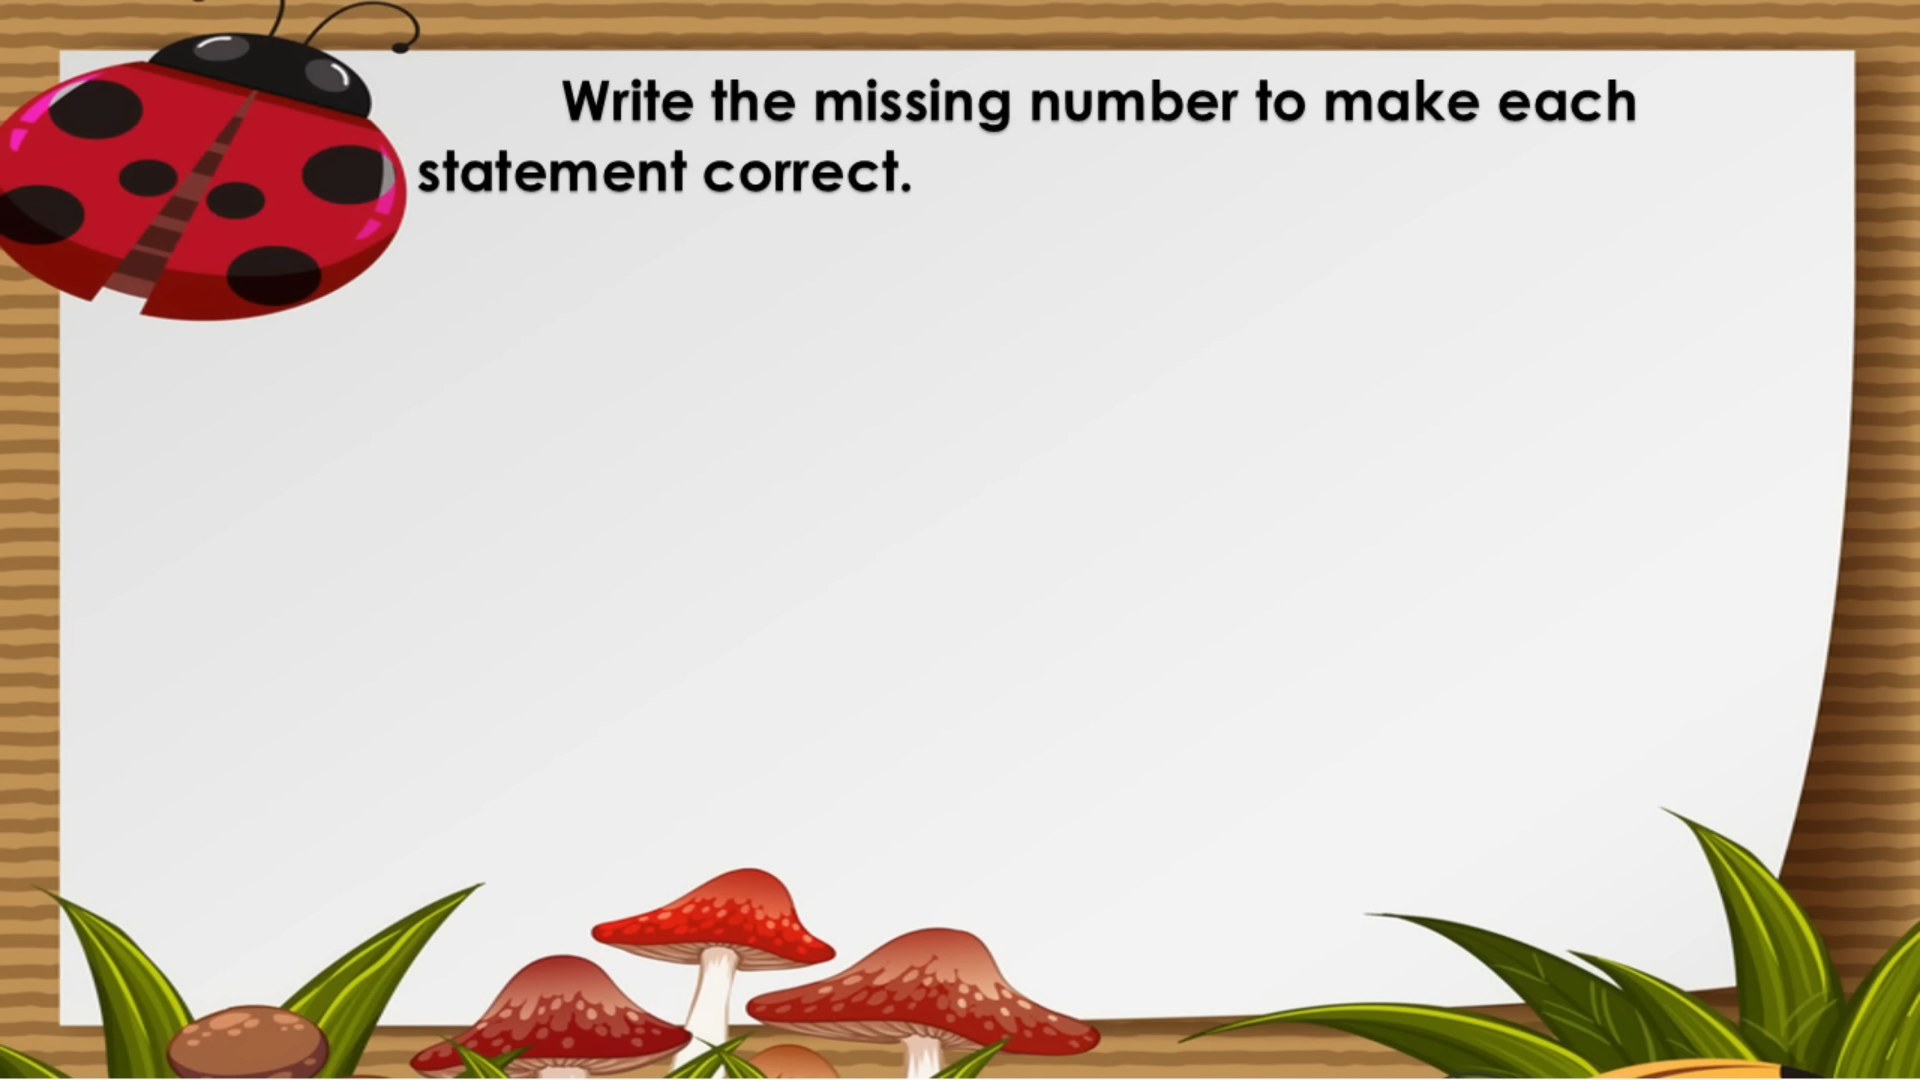 Write the missing number to make each
statement correct.